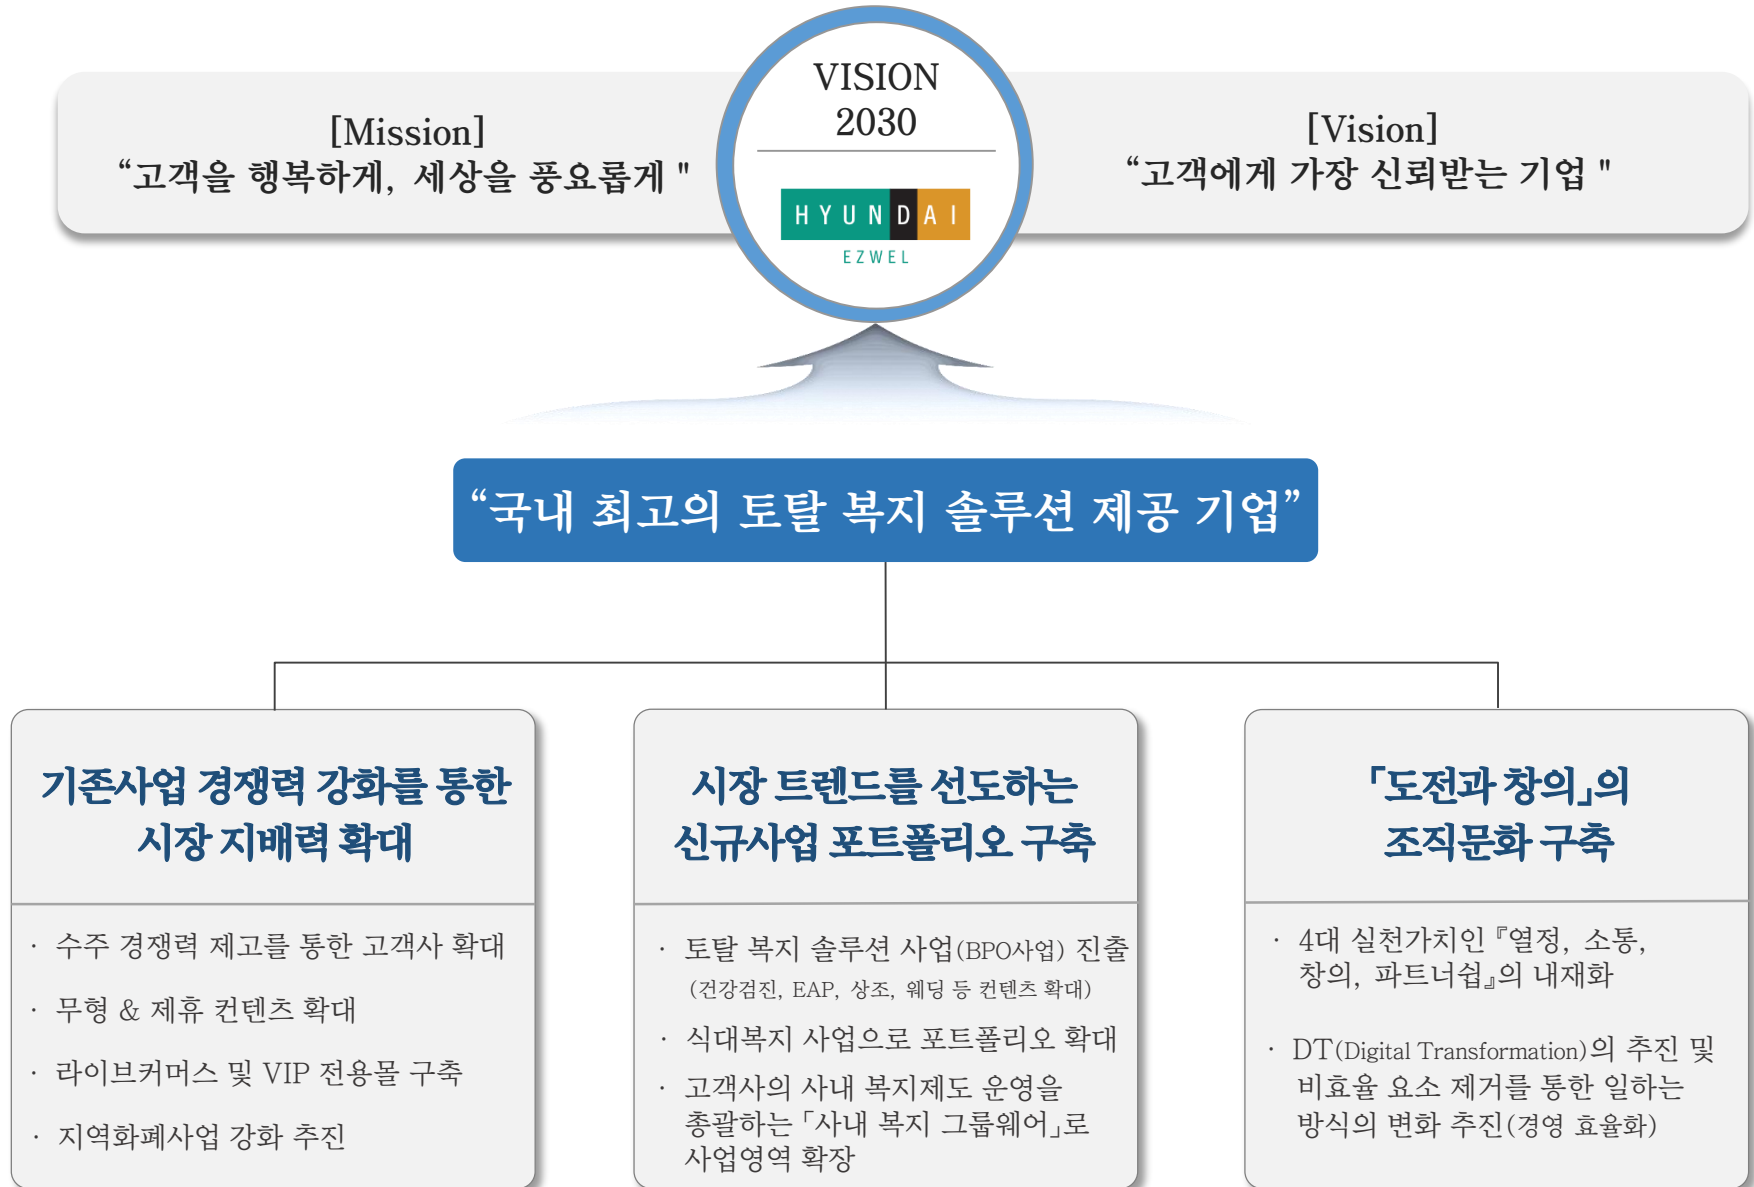 VISION
2030
HYUNDAI
EZWEL
[Mission]
“고객을 행복하게, 세상을 풍요롭게 "
[Vision]
“고객에게 가장 신뢰받는 기업 "
“국내 최고의 토탈 복지 솔루션 제공 기업”
기존사업 경쟁력 강화를 통한
시장 지배력 확대
· 수주 경쟁력 제고를 통한 고객사 확대
· 무형 & 제휴 컨텐츠 확대
· 라이브커머스 및 VIP 전용몰 구축
· 지역화폐사업 강화 추진
시장 트렌드를 선도하는
신규사업 포트폴리오 구축
· 토탈 복지 솔루션 사업(BPO사업) 진출
(건강검진, EAP, 상조, 웨딩 등 컨텐츠 확대)
· 식대복지 사업으로 포트폴리오 확대
· 고객사의 사내 복지제도 운영을
총괄하는 「사내 복지 그룹웨어」로
사업영역 확장
「도전과 창의」의
조직문화 구축
· 4대 실천가치인 『열정, 소통,
창의, 파트너쉽』의 내재화
· DT(Digital Transformation)의 추진 및
비효율 요소 제거를 통한 일하는
방식의 변화 추진(경영 효율화)